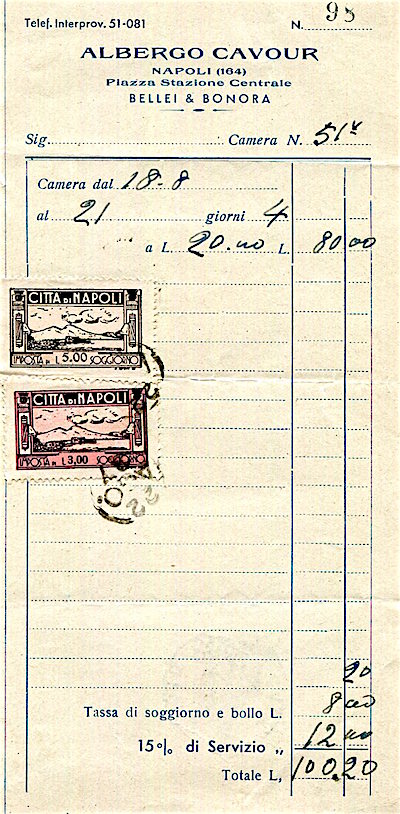 Telef. Interprov. 51-081
N. 98
ALBERGO CAVOUR
NAPOLI (164)
Piazza Stazione Centrale
BELLEI & BONORA
Sig. Camera N. 51
Camera dal 18-8
al 21 giorni 4
a L. 20.00 L. 80 00
CITTÀ DI NAPOLI
IMPOSTA DI L. 5.00 SOGGIORNO
CITTÀ DI NAPOLI
IMPOSTA DI L. 3,00 SOGGIORNO
20
Tassa di soggiorno e bollo L. 8 00
15% di Servizio „ 12 00
Totale L, 100.20